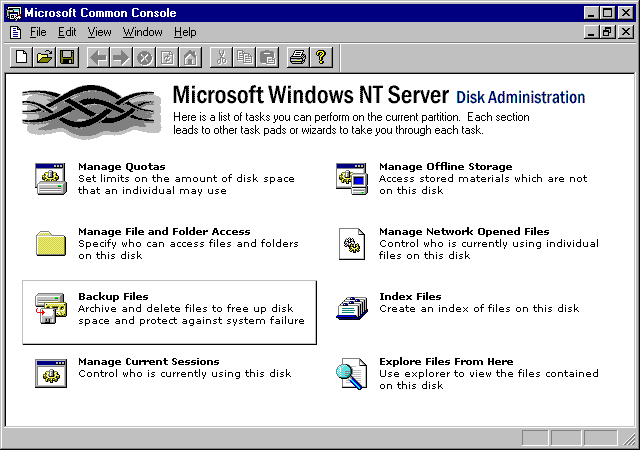 Microsoft Common Console
File Edit View Window Help
Microsoft Windows NT Server Disk Administration
Here is a list of tasks you can perform on the current partition. Each section
leads to other task pads or wizards to take you through each task.
Manage Quotas
Set limits on the amount of disk space
that an individual may use
Manage Offline Storage
Access stored materials which are not
on this disk
Manage File and Folder Access
Specify who can access files and folders
on this disk
Manage Network Opened Files
Control who is currently using individual
files on this disk
Backup Files
Archive and delete files to free up disk
space and protect against system failure
Index Files
Create an index of files on this disk
Manage Current Sessions
Control who is currently using this disk
Explore Files From Here
Use explorer to view the files contained
on this disk